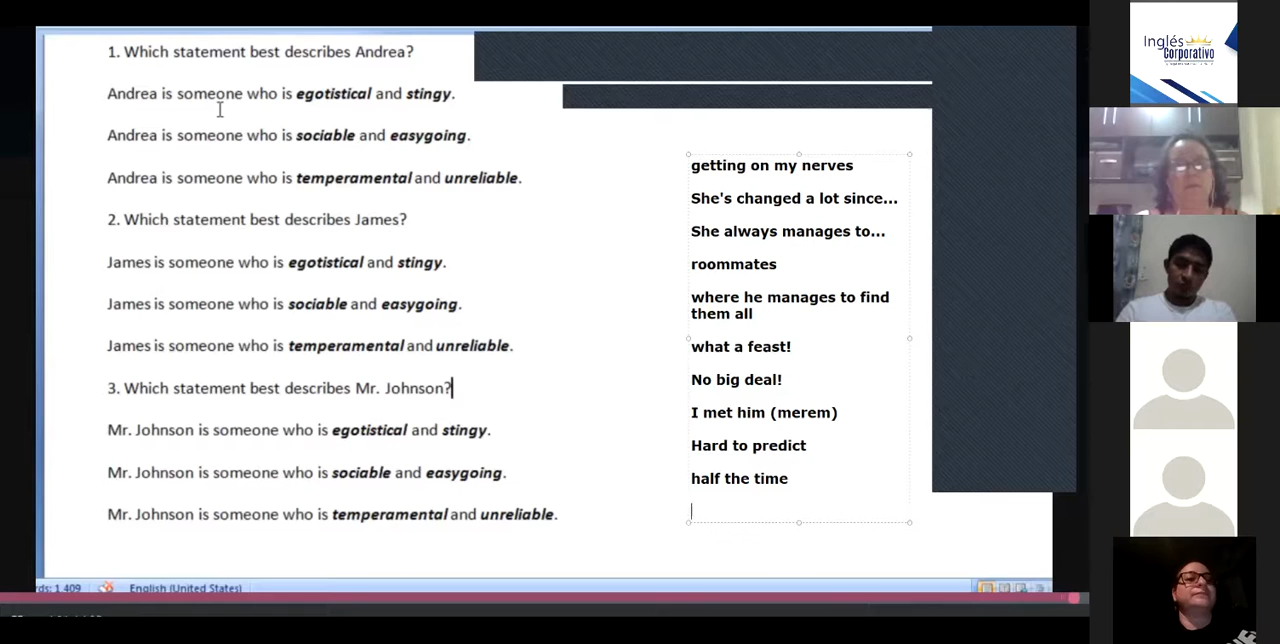 1. Which statement best describes Andrea?
Andrea is someone who is egotistical and stingy.
Andrea is someone who is sociable and easygoing.
Andrea is someone who is temperamental and unreliable.
2. Which statement best describes James?
James is someone who is egotistical and stingy.
James is someone who is sociable and easygoing.
James is someone who is temperamental and unreliable.
3. Which statement best describes Mr. Johnson?
Mr. Johnson is someone who is egotistical and stingy.
Mr. Johnson is someone who is sociable and easygoing.
Mr. Johnson is someone who is temperamental and unreliable.
getting on my nerves
She's changed a lot since...
She always manages to...
roommates
where he manages to find
them all
what a feast!
No big deal!
I met him (merem)
Hard to predict
half the time
ds: 1.409
English (United States)
Inglés
Corporativo